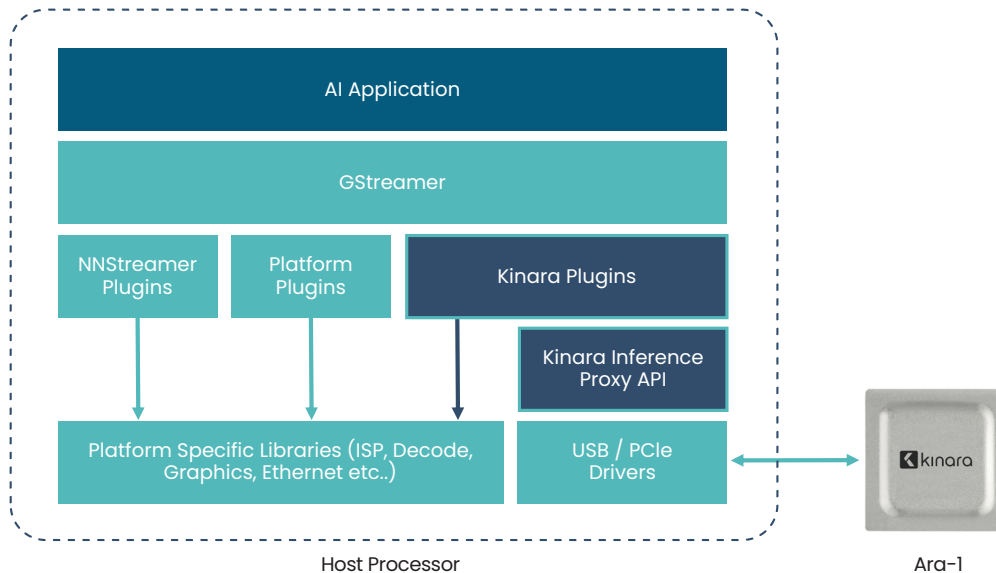 AI Application
GStreamer
NNStreamer
Plugins
Platform
Plugins
Kinara Plugins
Kinara Inference
Proxy API
Platform Specific Libraries (ISP, Decode,
Graphics, Ethernet etc..)
USB / PCIe
Drivers
kinara
Host Processor
Ara-1